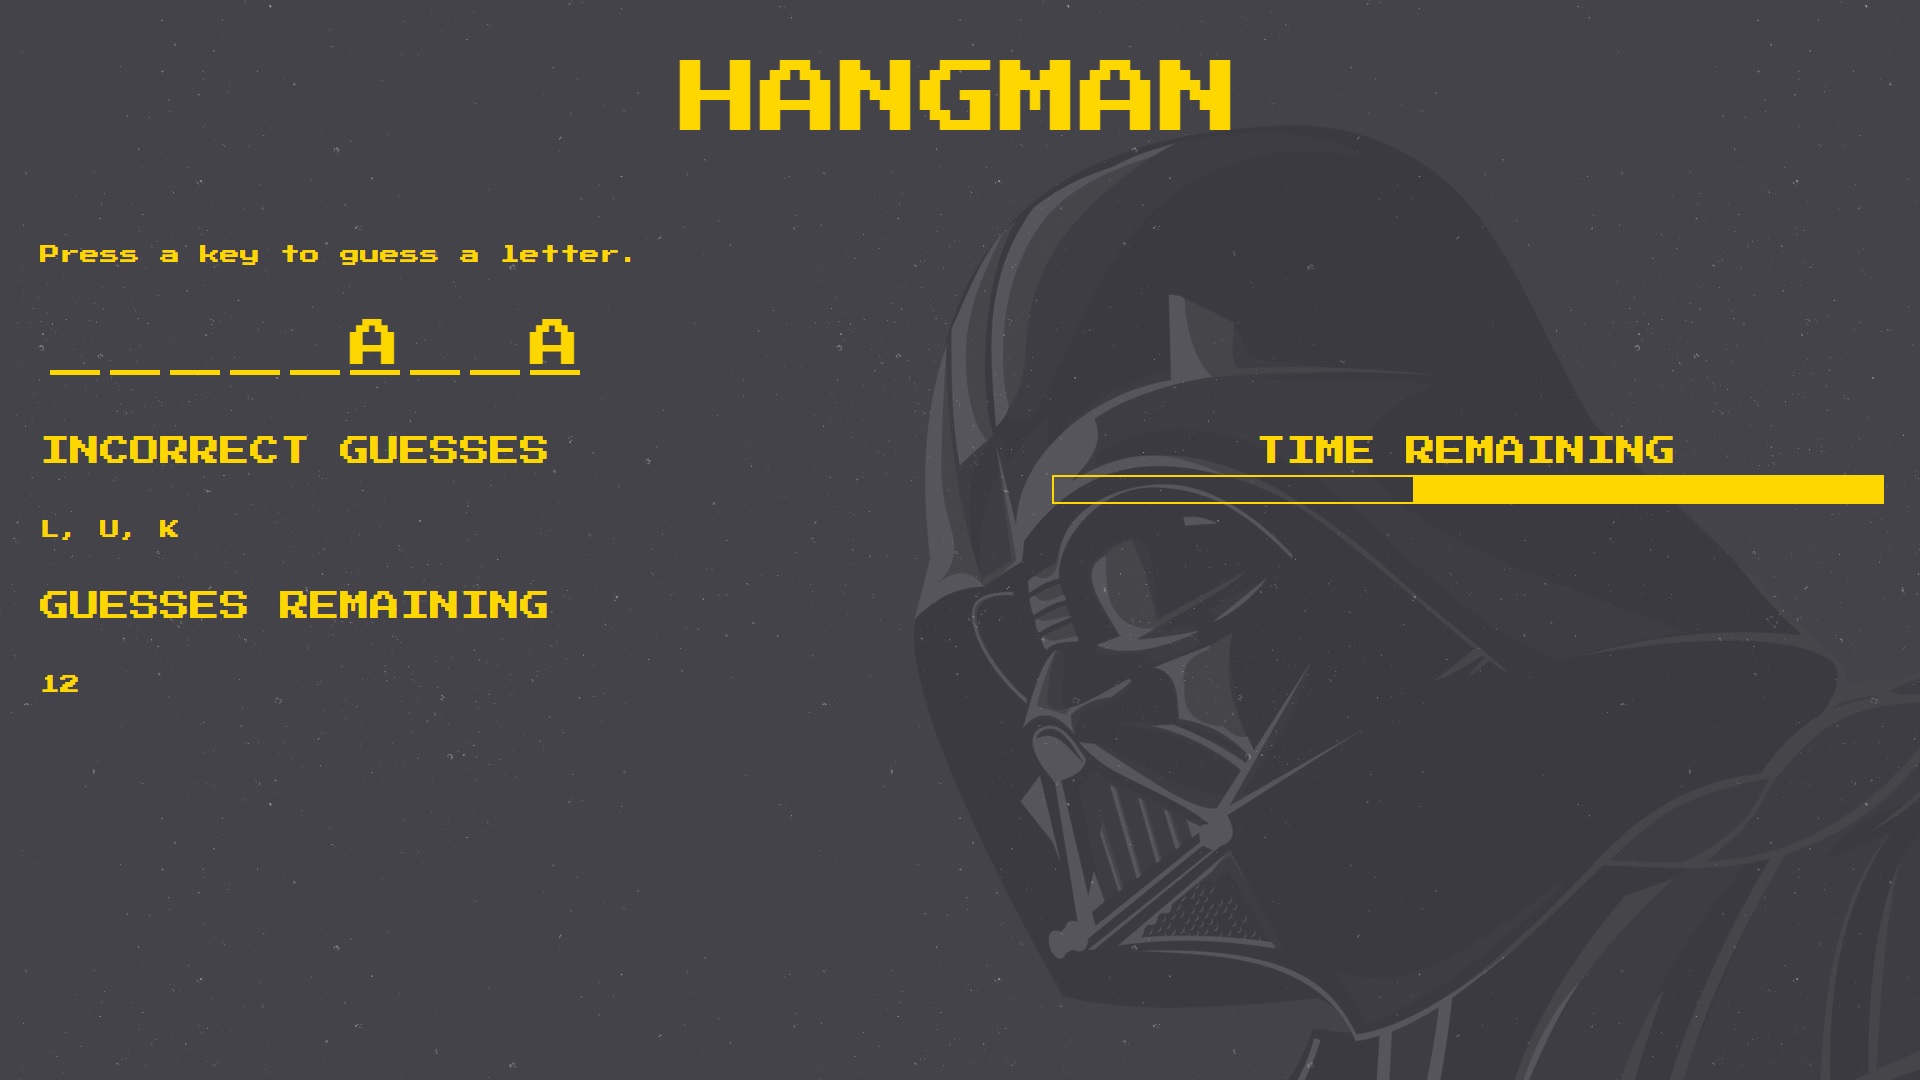 HANGMAN
Press a key to guess a letter.
_ _ _ _ _ A _ _ A
INCORRECT GUESSES
TIME REMAINING
L, U, K
GUESSES REMAINING
12